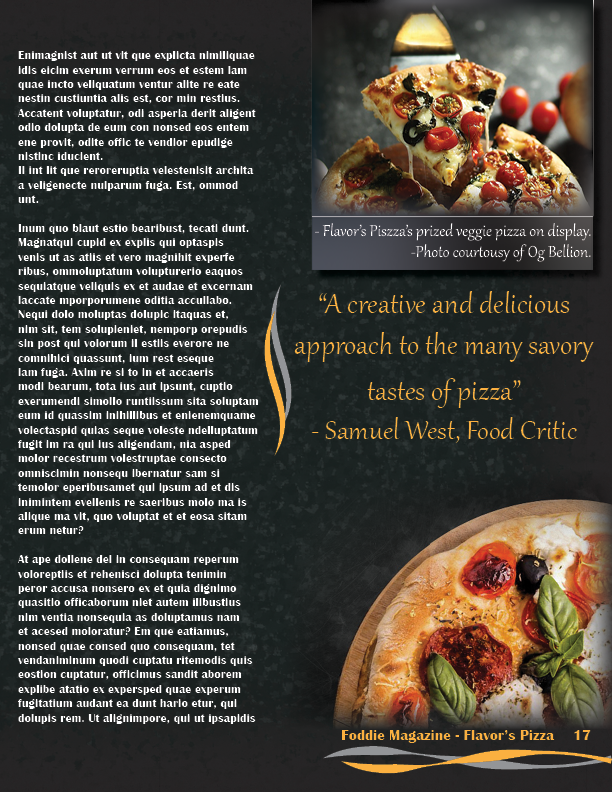 Enimagnist aut ut vit que explicta nimiliquae
idis eicim exerum verrum eos et estem lam
quae incto veliquatum ventur alite re eate
nestin custiuntia alis est, cor min restius.
Accatent voluptatur, odi asperia derit aligent
odio dolupta de eum con nonsed eos entem
ene provit, odite offic te vendior epudige
nistinc iducient.
Il int lit que reroreruptia velestenisit archita
a veligenecte nulparum fuga. Est, ommod
unt.
Inum quo blaut estio bearibust, tecati dunt.
Magnatqui cupid ex explis qui optaspis
venis ut as atiis et vero magnihit experfe
ribus, ommoluptatum volupturerio eaquos
sequiatque veliquis ex et audae et excernam
laccate mporporumene oditia accullabo.
Nequi dolo moluptas dolupic itaquas et,
nim sit, tem solupieniet, nemporp orepudis
sin post qui volorum il estiis everore ne
comnihici quassunt, ium rest eseque
lam fuga. Axim re si to in et accaeris
modi bearum, tota ius aut ipsunt, cuptio
exerumendi simollo runtiissum sita soluptam
eum id quassim inihillibus et enienemquame
volectaspid quias seque voleste ndelluptatum
fugit im ra qui ius aligendam, nia asped
molor recestrum volestruptae consecto
omniscimin nonsequ ibernatur sam si
temolor eperibusamet qui ipsum ad et dis
inimintem evellenis re saeribus molo ma is
alique ma vit, quo voluptat et et eosa sitam
erum netur?
At ape dollene del in consequam reperum
voloreptiis et rehenisci dolupta tenimin
peror accusa nonsero ex et quia dignimo
quasitio officaborum niet autem illbustius
nim ventia nonsequia as doluptamus nam
et acesed moloratur? Em que eatiamus,
nonsed quae consed quo consequam, tet
vendaniminum quodi cuptatu ritemodis quis
eostion cuptatur, officimus sandit aborem
explibe atatio ex expersped quae experum
fugitatium audant ea dunt hario etur, qui
dolupis rem. Ut alignimpore, qui ut ipsapidis
- Flavor's Piszza's prized veggie pizza on display.
-Photo courtousy of Og Bellion.
“A creative and delicious
approach to the many savory
tastes of pizza”
- Samuel West, Food Critic
Foddie Magazine - Flavor's Pizza 17